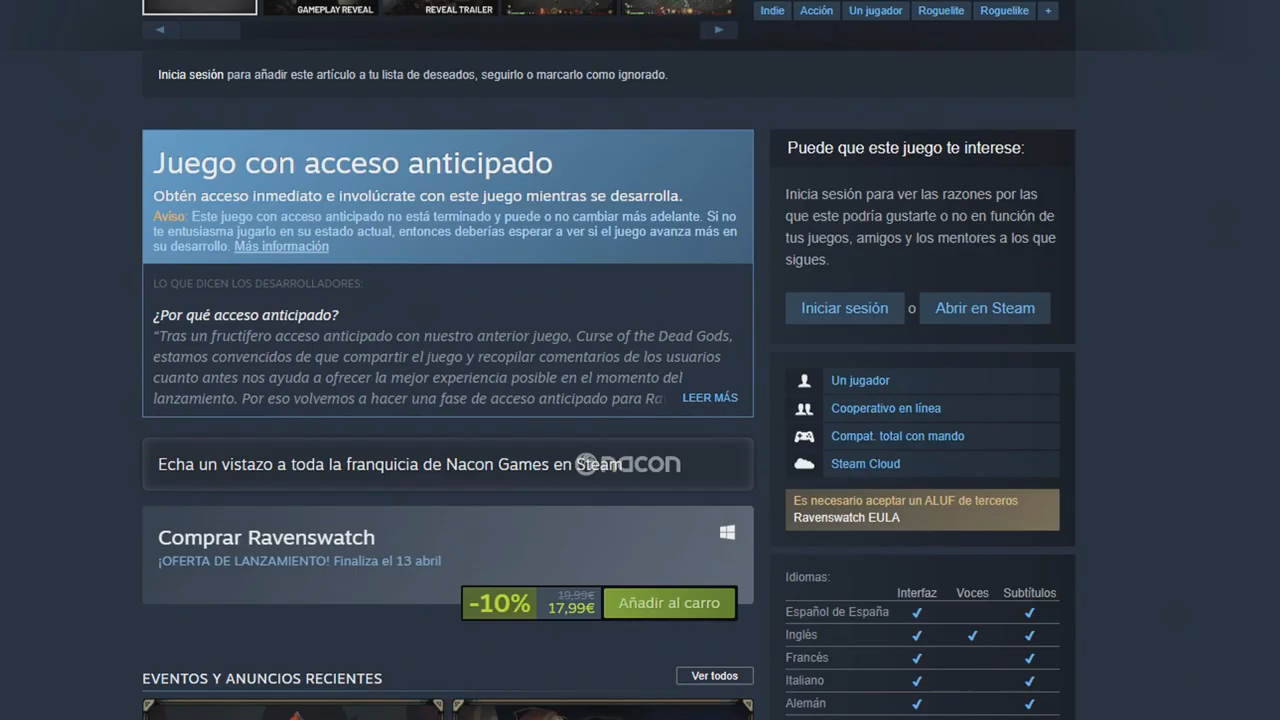 GAMEPLAY REVEAL
REVEAL TRAILER
Indie
Acción
Un jugador
Roguelite
Roguelike
+
Inicia sesión para añadir este artículo a tu lista de deseados, seguirlo o marcarlo como ignorado.
Juego con acceso anticipado
Obtén acceso inmediato e involúcrate con este juego mientras se desarrolla.
Aviso: Este juego con acceso anticipado no está terminado y puede o no cambiar más adelante. Si no
te entusiasma jugarlo en su estado actual, entonces deberías esperar a ver si el juego avanza más en
su desarrollo. Más información
LO QUE DICEN LOS DESARROLLADORES:
¿Por qué acceso anticipado?
“Tras un fructífero acceso anticipado con nuestro anterior juego, Curse of the Dead Gods,
estamos convencidos de que compartir el juego y recopilar comentarios de los usuarios
cuanto antes nos ayuda a ofrecer la mejor experiencia posible en el momento del
lanzamiento. Por eso volvemos a hacer una fase de acceso anticipado para Ra
LEER MÁS
Echa un vistazo a toda la franquicia de Nacon Games en Steam
nacon
Comprar Ravenswatch
¡OFERTA DE LANZAMIENTO! Finaliza el 13 abril
-10%
19,99€
17,99€
Añadir al carro
EVENTOS Y ANUNCIOS RECIENTES
Ver todos
Puede que este juego te interese:
Inicia sesión para ver las razones por las
que este podría gustarte o no en función de
tus juegos, amigos y los mentores a los que
sigues.
Iniciar sesión o Abrir en Steam
Un jugador
Cooperativo en línea
Compat. total con mando
Steam Cloud
Es necesario aceptar un ALUF de terceros
Ravenswatch EULA
Idiomas:
Interfaz Voces Subtítulos
Español de España
Inglés
Francés
Italiano
Alemán